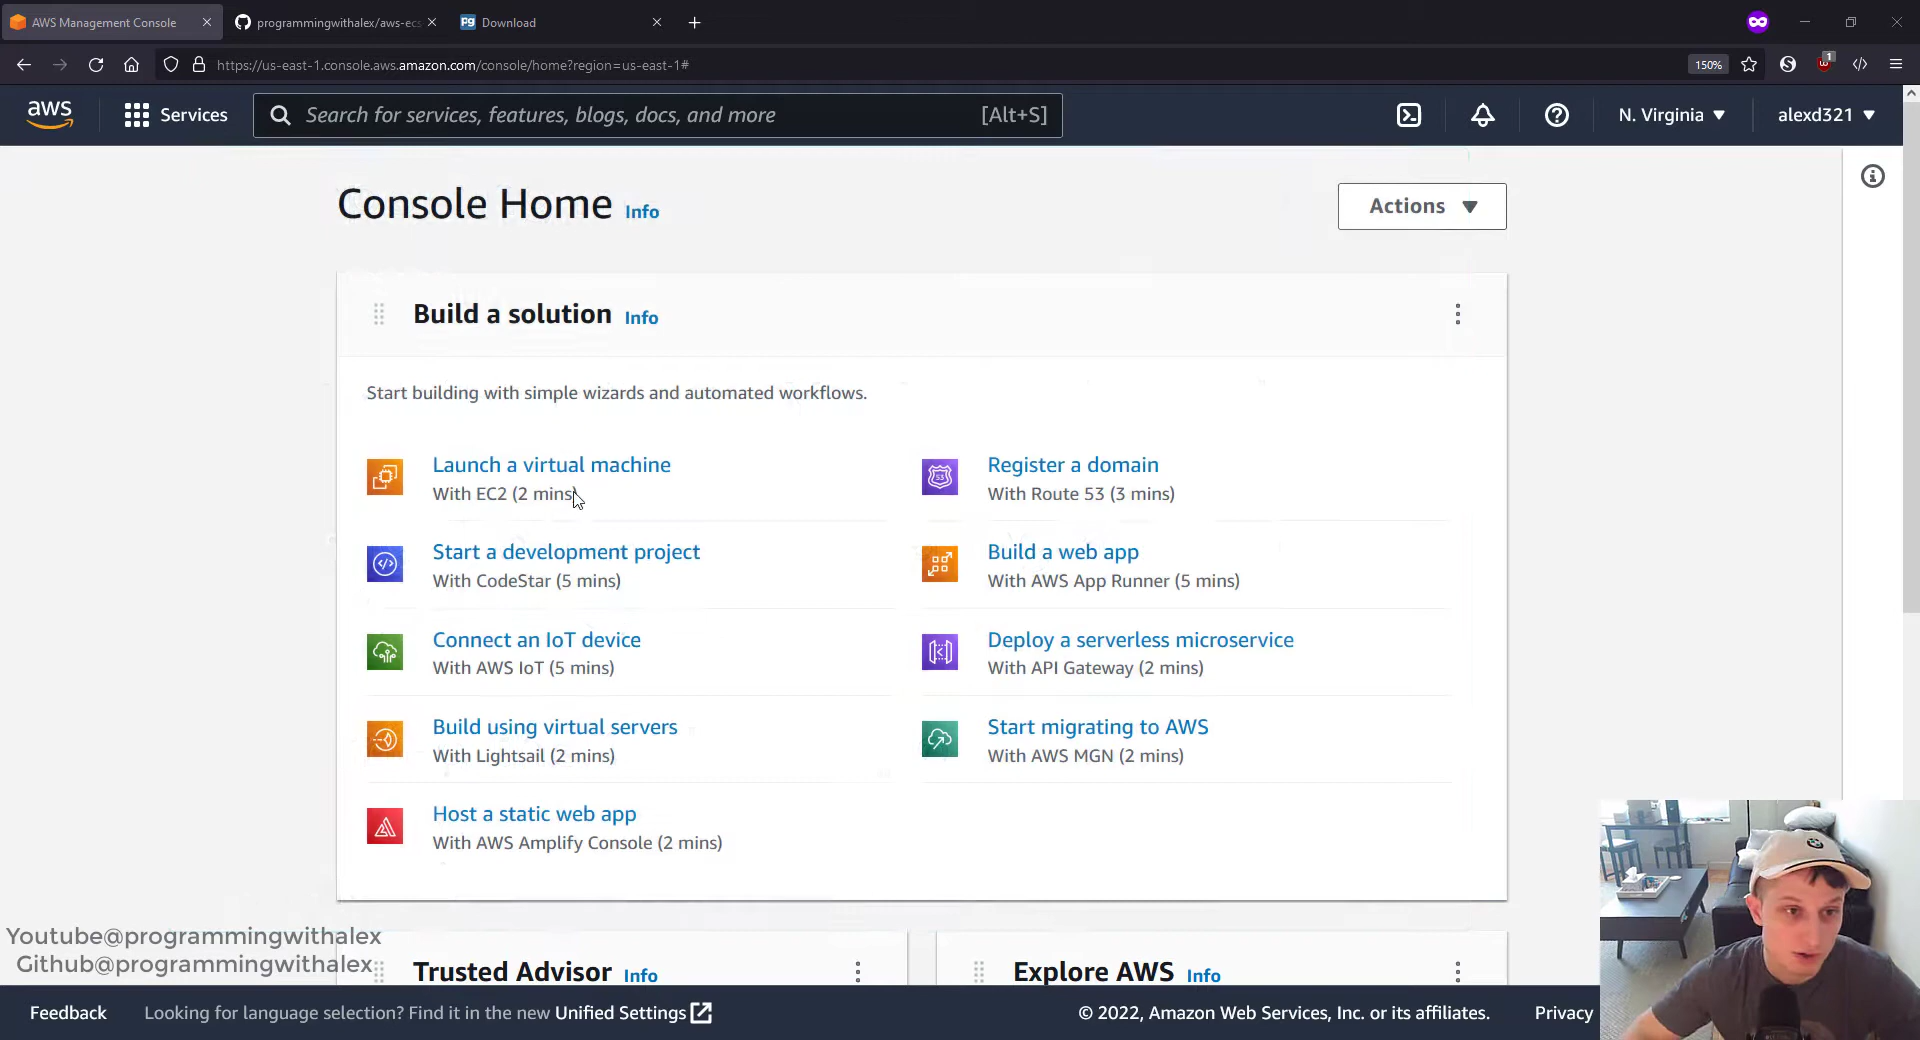 AWS Management Console
programmingwithalex/aws-ecs
Download
https://us-east-1.console.aws.amazon.com/console/home?region=us-east-1#
150%
1
aws
Services
Search for services, features, blogs, docs, and more
[Alt+S]
N. Virginia
alexd321
Console Home
Info
Actions
Build a solution
Info
Start building with simple wizards and automated workflows.
Launch a virtual machine
With EC2 (2 mins)
Register a domain
With Route 53 (3 mins)
Start a development project
With CodeStar (5 mins)
Build a web app
With AWS App Runner (5 mins)
Connect an IoT device
With AWS IoT (5 mins)
Deploy a serverless microservice
With API Gateway (2 mins)
Build using virtual servers
With Lightsail (2 mins)
Start migrating to AWS
With AWS MGN (2 mins)
Host a static web app
With AWS Amplify Console (2 mins)
Youtube@programmingwithalex
Github@programmingwithalex
Trusted Advisor
Info
Explore AWS
Info
Feedback
Looking for language selection? Find it in the new Unified Settings
© 2022, Amazon Web Services, Inc. or its affiliates.
Privacy